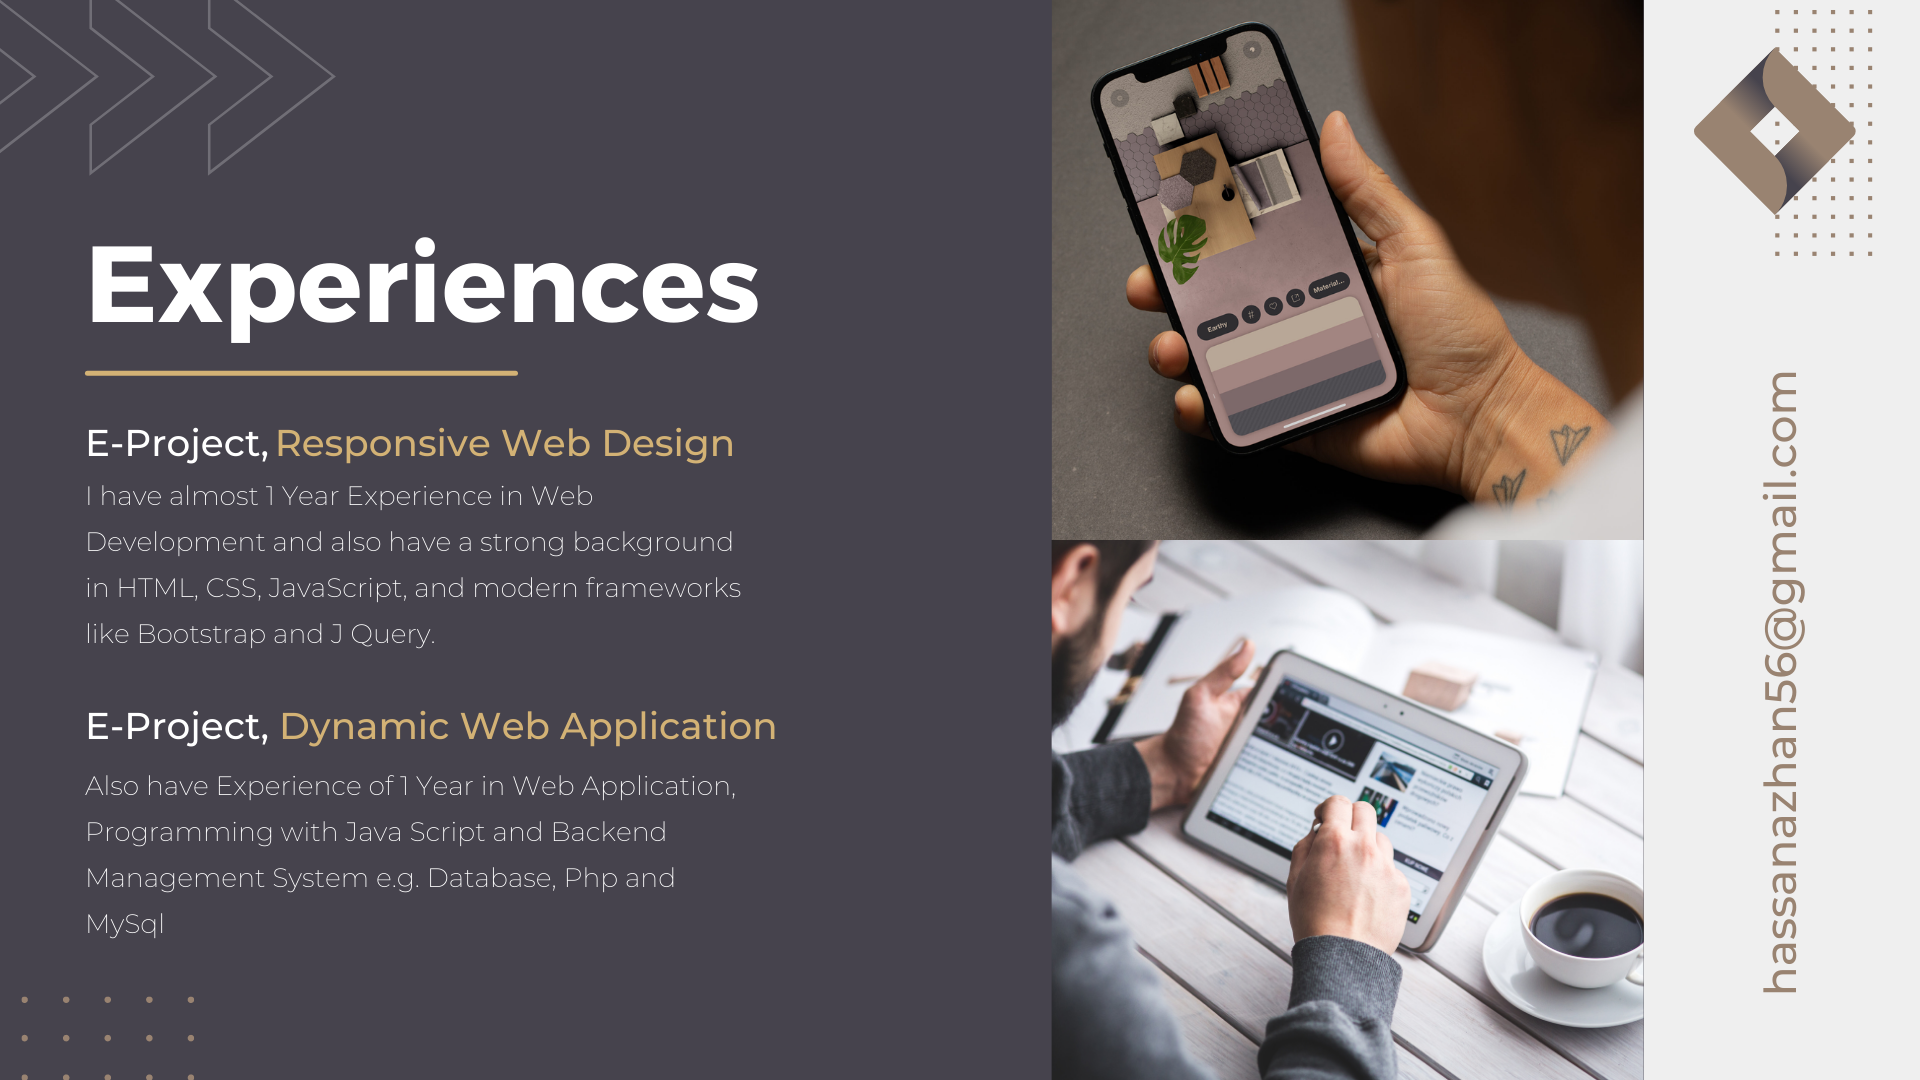 Experiences
E-Project, Responsive Web Design
I have almost 1 Year Experience in Web
Development and also have a strong background
in HTML, CSS, JavaScript, and modern frameworks
like Bootstrap and J Query.
E-Project, Dynamic Web Application
Also have Experience of 1 Year in Web Application,
Programming with Java Script and Backend
Management System e.g. Database, Php and
MySql
Earthy
#
Material...
hassanazhan56@gmail.com